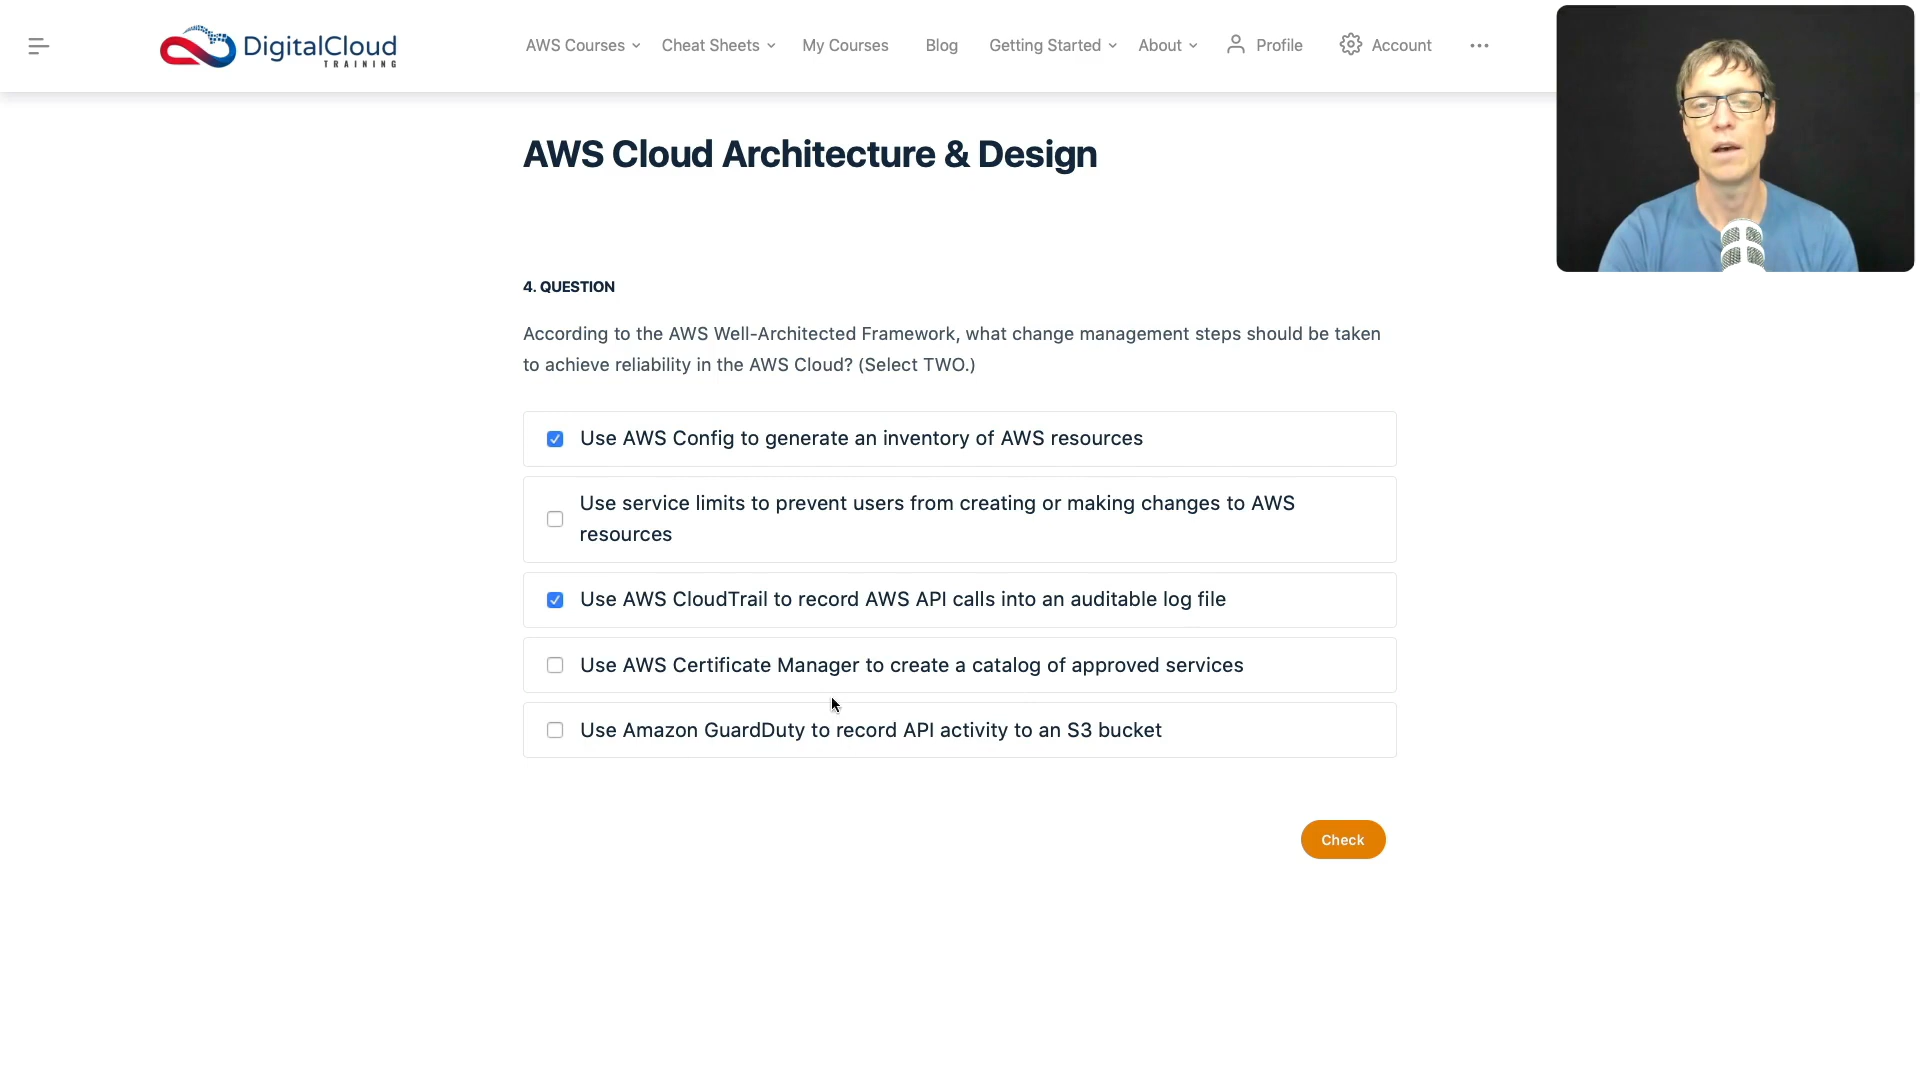 DigitalCloud
TRAINING
AWS Courses
Cheat Sheets
My Courses
Blog
Getting Started
About
Profile
Account
AWS Cloud Architecture & Design
4. QUESTION
According to the AWS Well-Architected Framework, what change management steps should be taken
to achieve reliability in the AWS Cloud? (Select TWO.)
Use AWS Config to generate an inventory of AWS resources
Use service limits to prevent users from creating or making changes to AWS
resources
Use AWS CloudTrail to record AWS API calls into an auditable log file
Use AWS Certificate Manager to create a catalog of approved services
Use Amazon GuardDuty to record API activity to an S3 bucket
Check